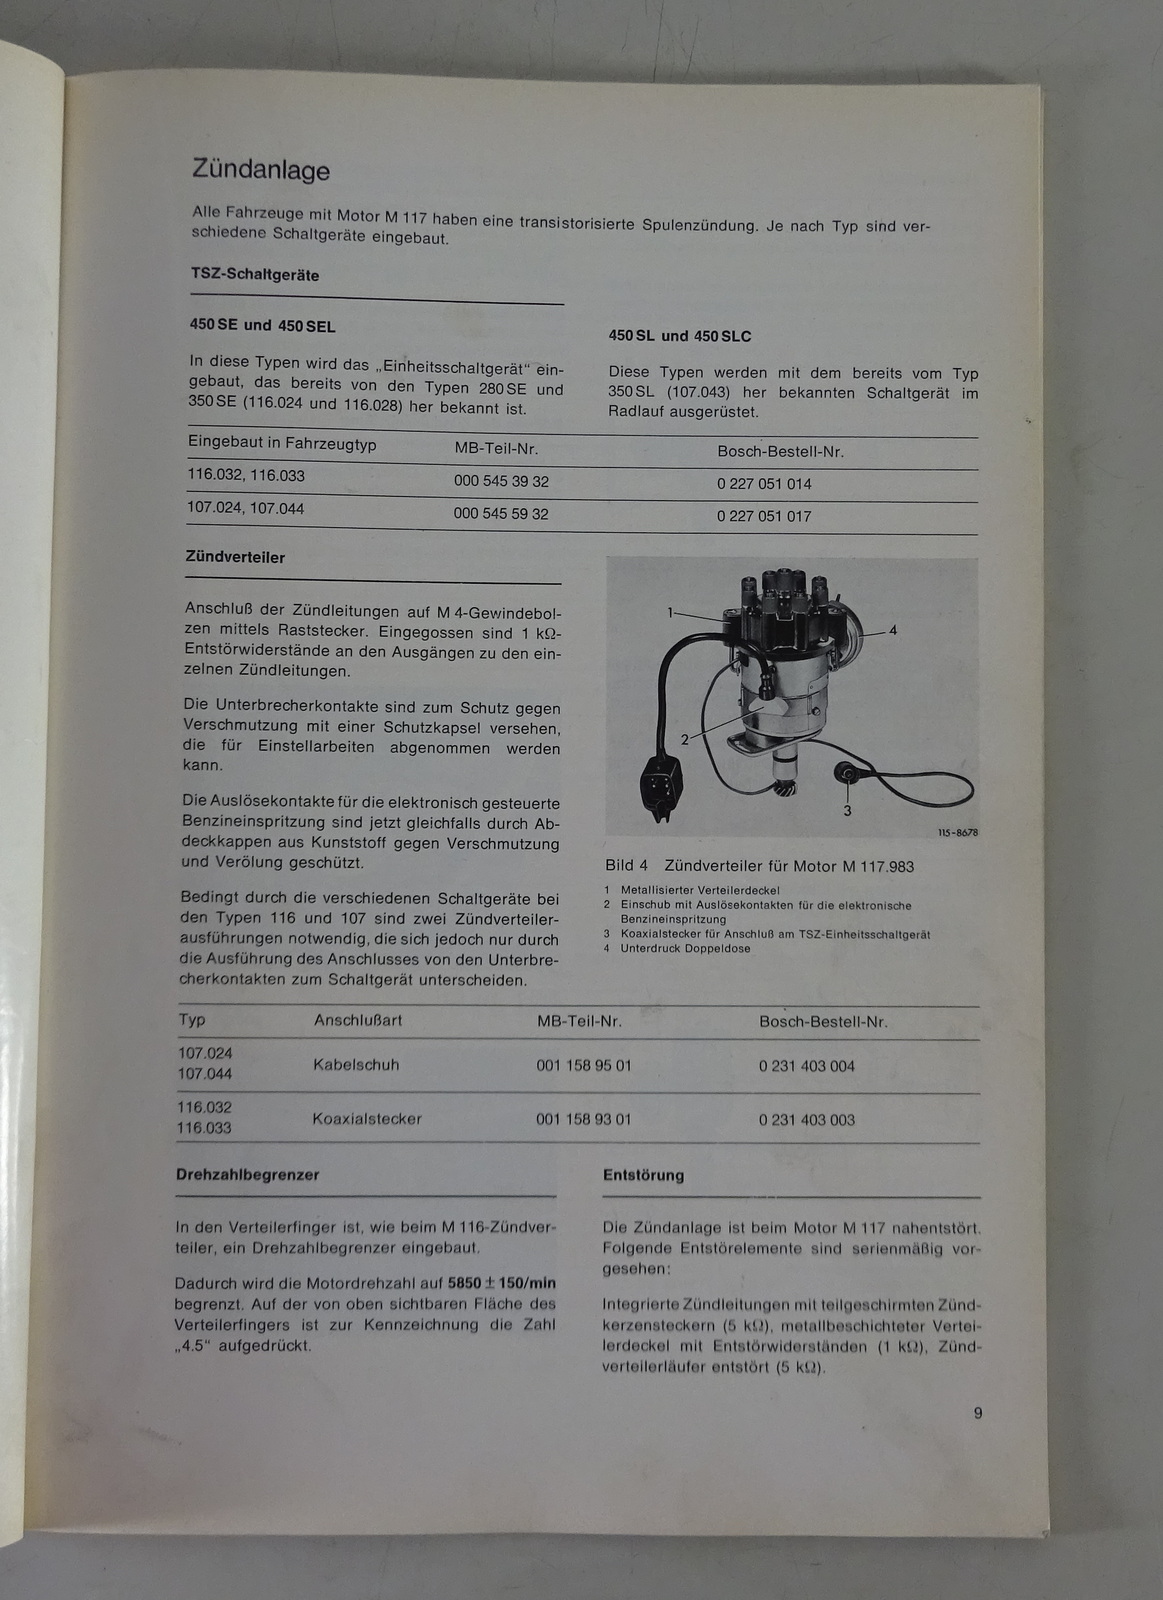 Zündanlage
Alle Fahrzeuge mit Motor M 117 haben eine transistorisierte Spulenzündung. Je nach Typ sind ver-
schiedene Schaltgeräte eingebaut.
TSZ-Schaltgeräte
450 SE und 450 SEL
In diese Typen wird das „Einheitsschaltgerät" ein-
gebaut, das bereits von den Typen 280 SE und
350 SE (116.024 und 116.028) her bekannt ist.
450 SL und 450 SLC
Diese Typen werden mit dem bereits vom Typ
350 SL (107.043) her bekannten Schaltgerät im
Radlauf ausgerüstet.
Eingebaut in Fahrzeugtyp MB-Teil-Nr. Bosch-Bestell-Nr.
116.032, 116.033 000 545 39 32 0 227 051 014
107.024, 107.044 000 545 59 32 0 227 051 017
Zündverteiler
Anschluß der Zündleitungen auf M 4-Gewindebol-
zen mittels Raststecker. Eingegossen sind 1 kΩ-
Entstörwiderstände an den Ausgängen zu den ein-
zelnen Zündleitungen.
Die Unterbrecherkontakte sind zum Schutz gegen
Verschmutzung mit einer Schutzkapsel versehen,
die für Einstellarbeiten abgenommen werden
kann.
Die Auslösekontakte für die elektronisch gesteuerte
Benzineinspritzung sind jetzt gleichfalls durch Ab-
deckkappen aus Kunststoff gegen Verschmutzung
und Verölung geschützt.
Bedingt durch die verschiedenen Schaltgeräte bei
den Typen 116 und 107 sind zwei Zündverteiler-
ausführungen notwendig, die sich jedoch nur durch
die Ausführung des Anschlusses von den Unterbre-
cherkontakten zum Schaltgerät unterscheiden.
1
4
2
3
115-8678
Bild 4 Zündverteiler für Motor M 117.983
1 Metallisierter Verteilerdeckel
2 Einschub mit Auslösekontakten für die elektronische
Benzineinspritzung
3 Koaxialstecker für Anschluß am TSZ-Einheitsschaltgerät
4 Unterdruck Doppeldose
Typ Anschlußart MB-Teil-Nr. Bosch-Bestell-Nr.
107.024
107.044 Kabelschuh 001 158 95 01 0 231 403 004
116.032
116.033 Koaxialstecker 001 158 93 01 0 231 403 003
Drehzahlbegrenzer
In den Verteilerfinger ist, wie beim M 116-Zündver-
teiler, ein Drehzahlbegrenzer eingebaut.
Dadurch wird die Motordrehzahl auf 5850 ± 150/min
begrenzt. Auf der von oben sichtbaren Fläche des
Verteilerfingers ist zur Kennzeichnung die Zahl
„4.5" aufgedrückt.
Entstörung
Die Zündanlage ist beim Motor M 117 nahentstört.
Folgende Entstörelemente sind serienmäßig vor-
gesehen:
Integrierte Zündleitungen mit teilgeschirmten Zünd-
kerzensteckern (5 kΩ), metallbeschichteter Vertei-
lerdeckel mit Entstörwiderständen (1 kΩ), Zünd-
verteilerläufer entstört (5 kΩ).
9